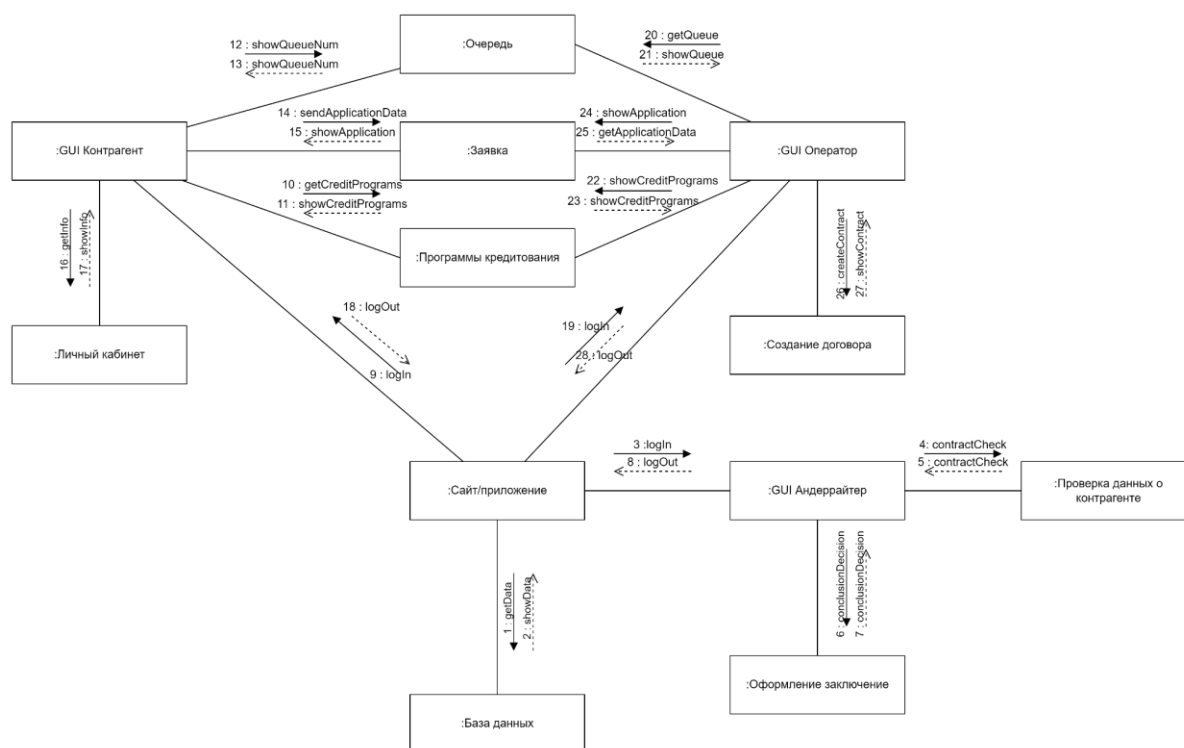 :Очередь
12 : showQueueNum
13 : showQueueNum
20 : getQueue
21 : showQueue
14 : sendApplicationData
15 : showApplication
24 : showApplication
25 : getApplicationData
:GUI Контрагент
:Заявка
:GUI Оператор
10 : getCreditPrograms
11 : showCreditPrograms
22 : showCreditPrograms
23 : showCreditPrograms
:Программы кредитования
16 : getInfo
17 : showInfo
26 : createContract
27 : showContract
:Личный кабинет
:Создание договора
18 : logOut
9 : logIn
19 : logIn
28 : logOut
3 : logIn
8 : logOut
4: contractCheck
5 : contractCheck
:Сайт/приложение
:GUI Андеррайтер
:Проверка данных о
контрагенте
1 : getData
2 : showData
6 : conclusionDecision
7 : conclusionDecision
:Оформление заключение
:База данных